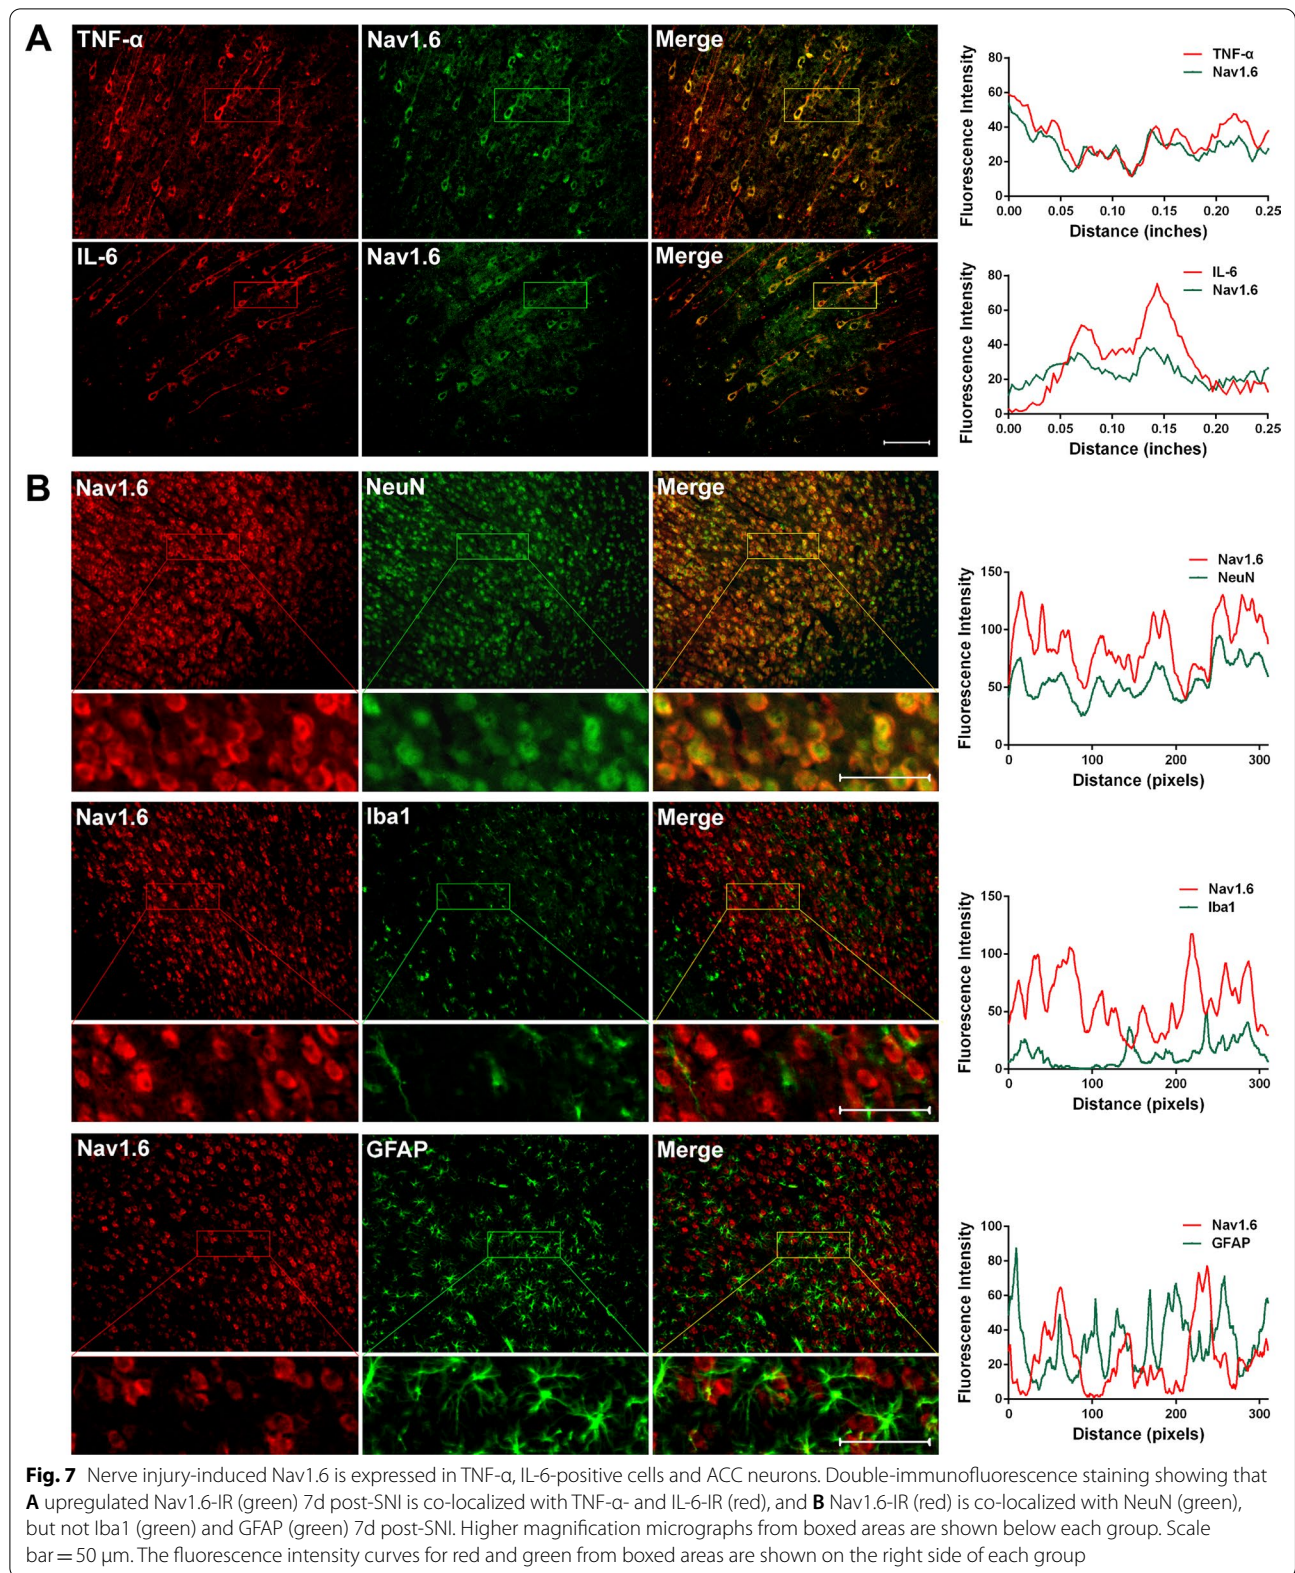 A
TNF-α
Nav1.6
Merge
TNF-α
Nav1.6
Fluorescence Intensity
80
60
40
20
0
0.00 0.05 0.10 0.15 0.20 0.25
Distance (inches)
IL-6
Nav1.6
Merge
IL-6
Nav1.6
Fluorescence Intensity
80
60
40
20
0
0.00 0.05 0.10 0.15 0.20 0.25
Distance (inches)
B
Nav1.6
NeuN
Merge
Nav1.6
NeuN
Fluorescence Intensity
150
100
50
0
0 100 200 300
Distance (pixels)
Nav1.6
Iba1
Merge
Nav1.6
Iba1
Fluorescence Intensity
150
100
50
0
0 100 200 300
Distance (pixels)
Nav1.6
GFAP
Merge
Nav1.6
GFAP
Fluorescence Intensity
100
80
60
40
20
0
0 100 200 300
Distance (pixels)
Fig. 7 Nerve injury-induced Nav1.6 is expressed in TNF-α, IL-6-positive cells and ACC neurons. Double-immunofluorescence staining showing that
A upregulated Nav1.6-IR (green) 7d post-SNI is co-localized with TNF-α- and IL-6-IR (red), and B Nav1.6-IR (red) is co-localized with NeuN (green),
but not Iba1 (green) and GFAP (green) 7d post-SNI. Higher magnification micrographs from boxed areas are shown below each group. Scale
bar = 50 μm. The fluorescence intensity curves for red and green from boxed areas are shown on the right side of each group